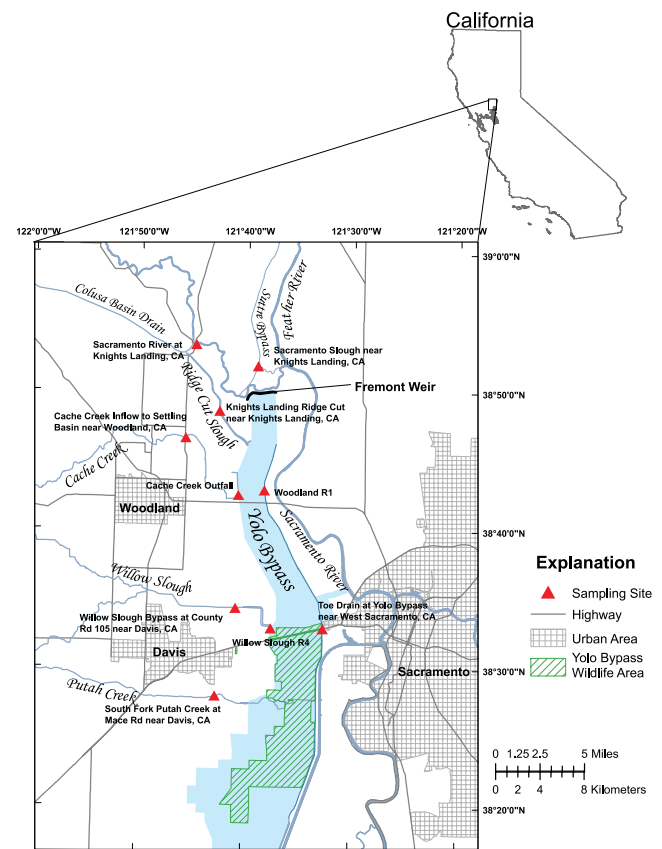 California
122°0'0"W
121°50'0"W
121°40'0"W
121°30'0"W
121°20'0"W
39°0'0"N
38°50'0"N
38°40'0"N
38°30'0"N
38°20'0"N
Colusa Basin Drain
Sutte Bypass
Feather River
Sacramento River at
Knights Landing, CA
Sacramento Slough near
Knights Landing, CA
Ridge Cut Slough
Fremont Weir
Knights Landing Ridge Cut
near Knights Landing, CA
Cache Creek Inflow to Settling
Basin near Woodland, CA
Cache Creek
Cache Creek Outfall
Woodland R1
Woodland
Yolo Bypass
Sacramento River
Willow Slough
Toe Drain at Yolo Bypass
near West Sacramento, CA
Willow Slough Bypass at County
Rd 105 near Davis, CA
Willow Slough R4
Davis
Sacramento
Putah Creek
South Fork Putah Creek at
Mace Rd near Davis, CA
Explanation
Sampling Site
Highway
Urban Area
Yolo Bypass
Wildlife Area
0 1.25 2.5 5 Miles
0 2 4 8 Kilometers